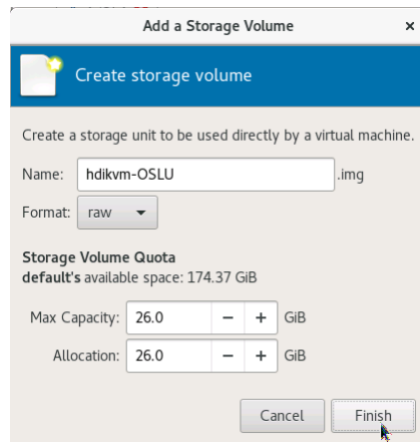 Add a Storage Volume ×
Create storage volume
Create a storage unit to be used directly by a virtual machine.
Name: hdikvm-OSLU .img
Format: raw
Storage Volume Quota
default's available space: 174.37 GiB
Max Capacity: 26.0 − + GiB
Allocation: 26.0 − + GiB
Cancel Finish